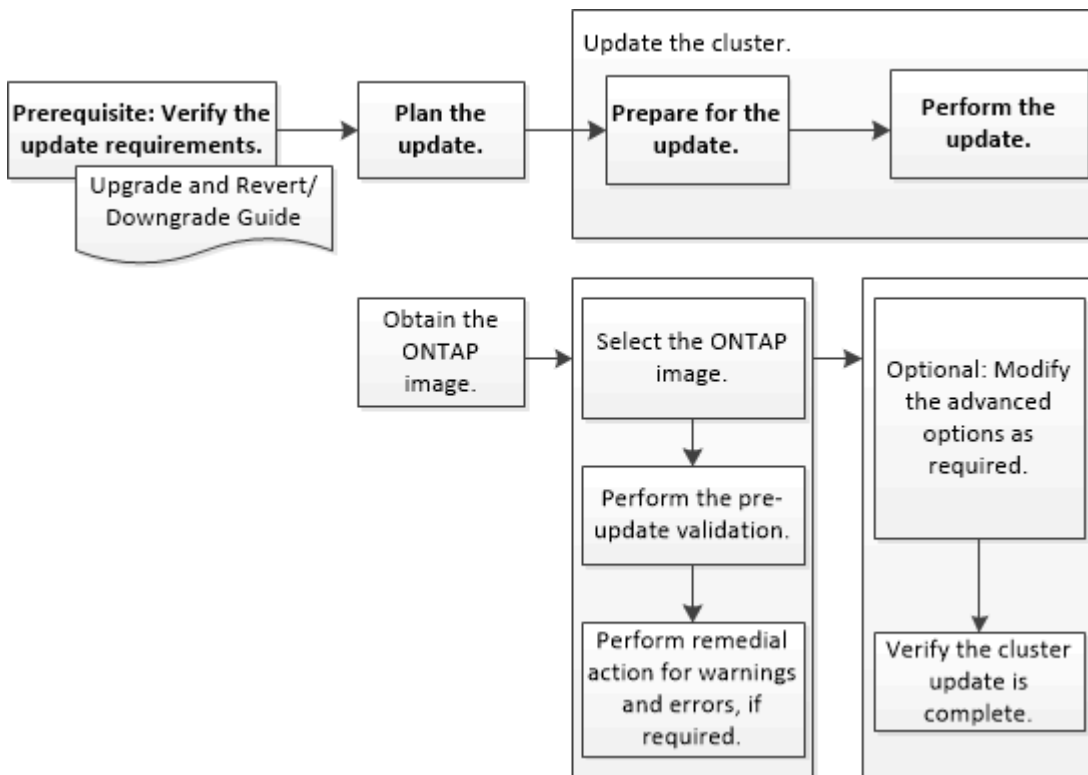 Update the cluster.
Prerequisite: Verify the
update requirements.
Upgrade and Revert/
Downgrade Guide
Plan the
update.
Prepare for the
update.
Perform the
update.
Obtain the
ONTAP
image.
Select the ONTAP
image.
Perform the pre-
update validation.
Perform remedial
action for warnings
and errors, if
required.
Optional: Modify
the advanced
options as
required.
Verify the cluster
update is
complete.